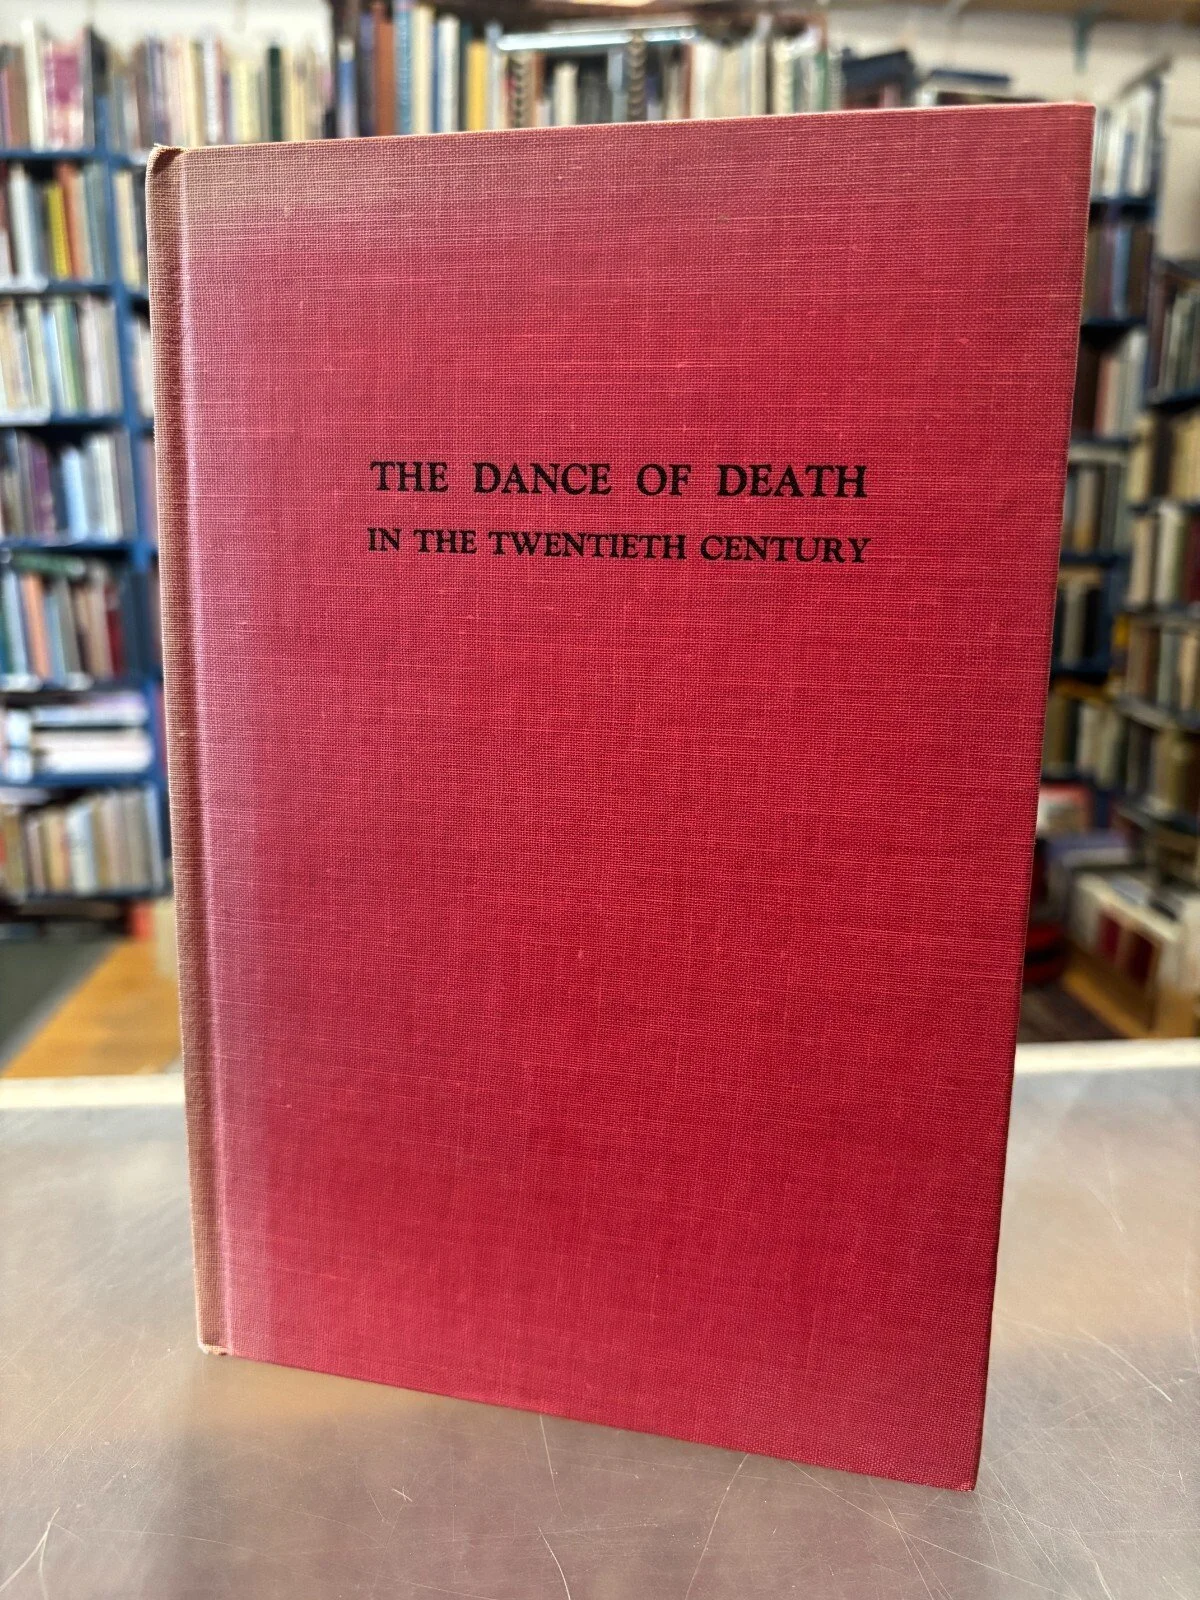 THE DANCE OF DEATH
IN THE TWENTIETH CENTURY